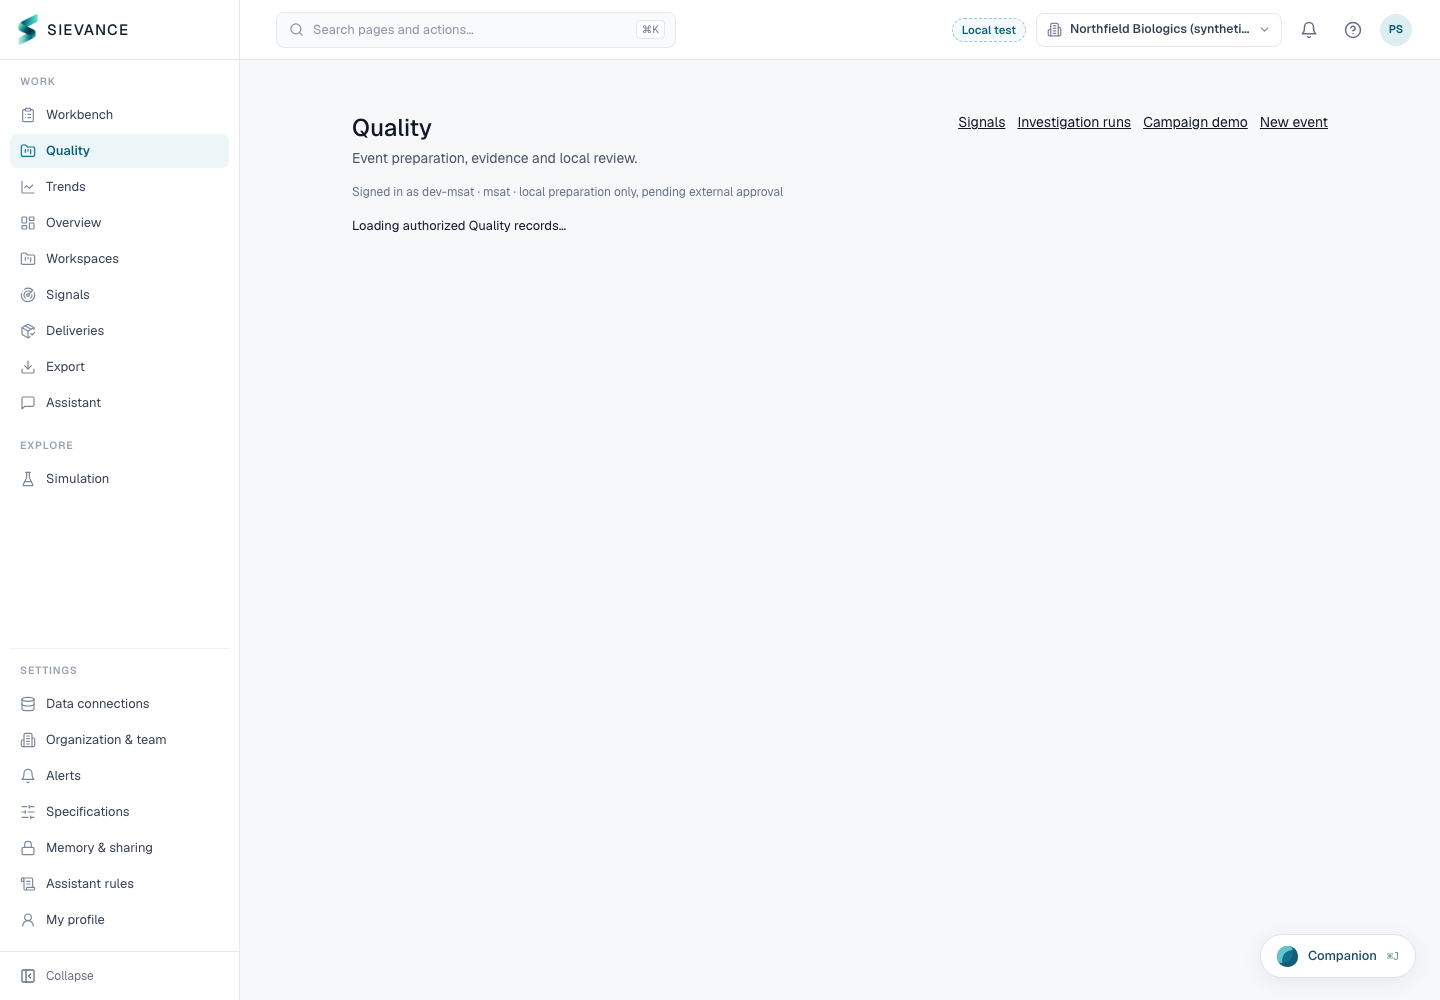 SIEVANCE
Search pages and actions…
⌘K
Local test
Northfield Biologics (syntheti…
PS
WORK
Workbench
Quality
Trends
Overview
Workspaces
Signals
Deliveries
Export
Assistant
EXPLORE
Simulation
SETTINGS
Data connections
Organization & team
Alerts
Specifications
Memory & sharing
Assistant rules
My profile
Collapse
Quality
Signals
Investigation runs
Campaign demo
New event
Event preparation, evidence and local review.
Signed in as dev-msat · msat · local preparation only, pending external approval
Loading authorized Quality records…
Companion ⌘J